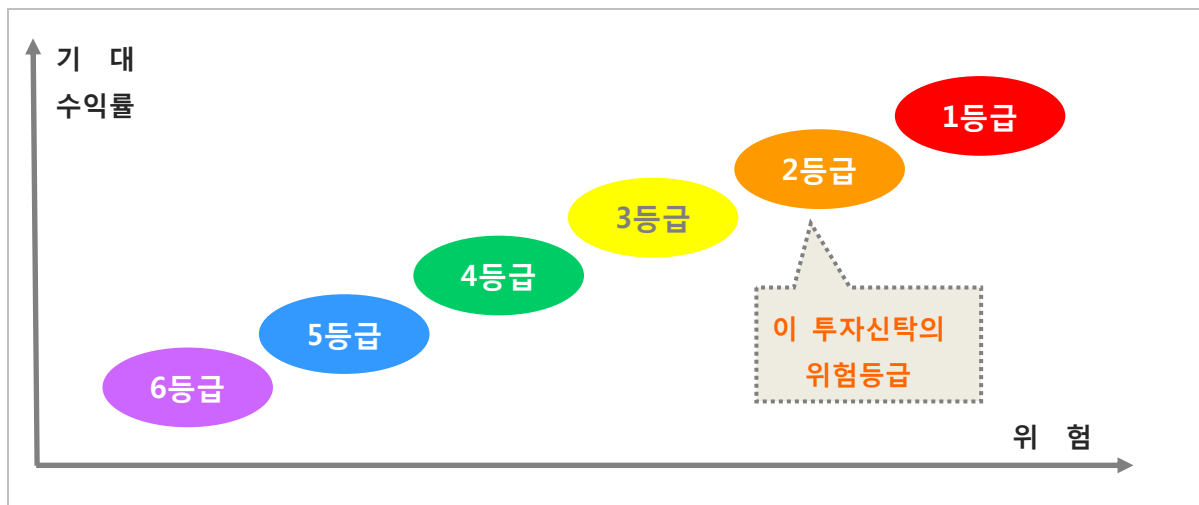 기 대
수익률
1등급
2등급
3등급
4등급
5등급
6등급
이 투자신탁의
위험등급
위 험